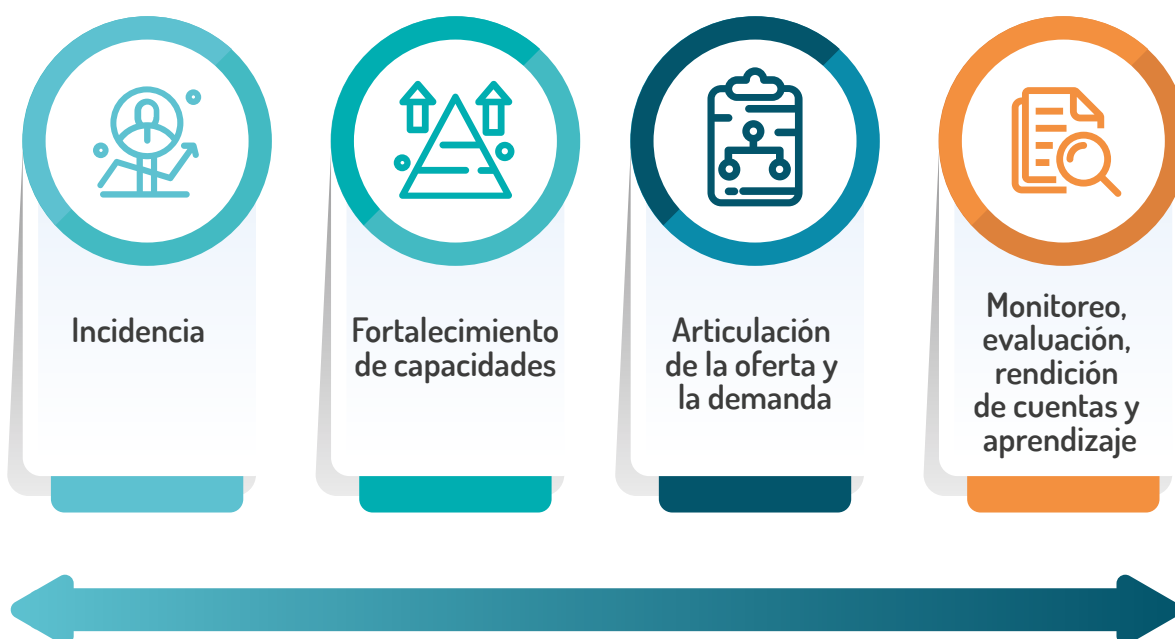 Incidencia
Fortalecimiento
de capacidades
Articulación
de la oferta y
la demanda
Monitoreo,
evaluación,
rendición
de cuentas y
aprendizaje